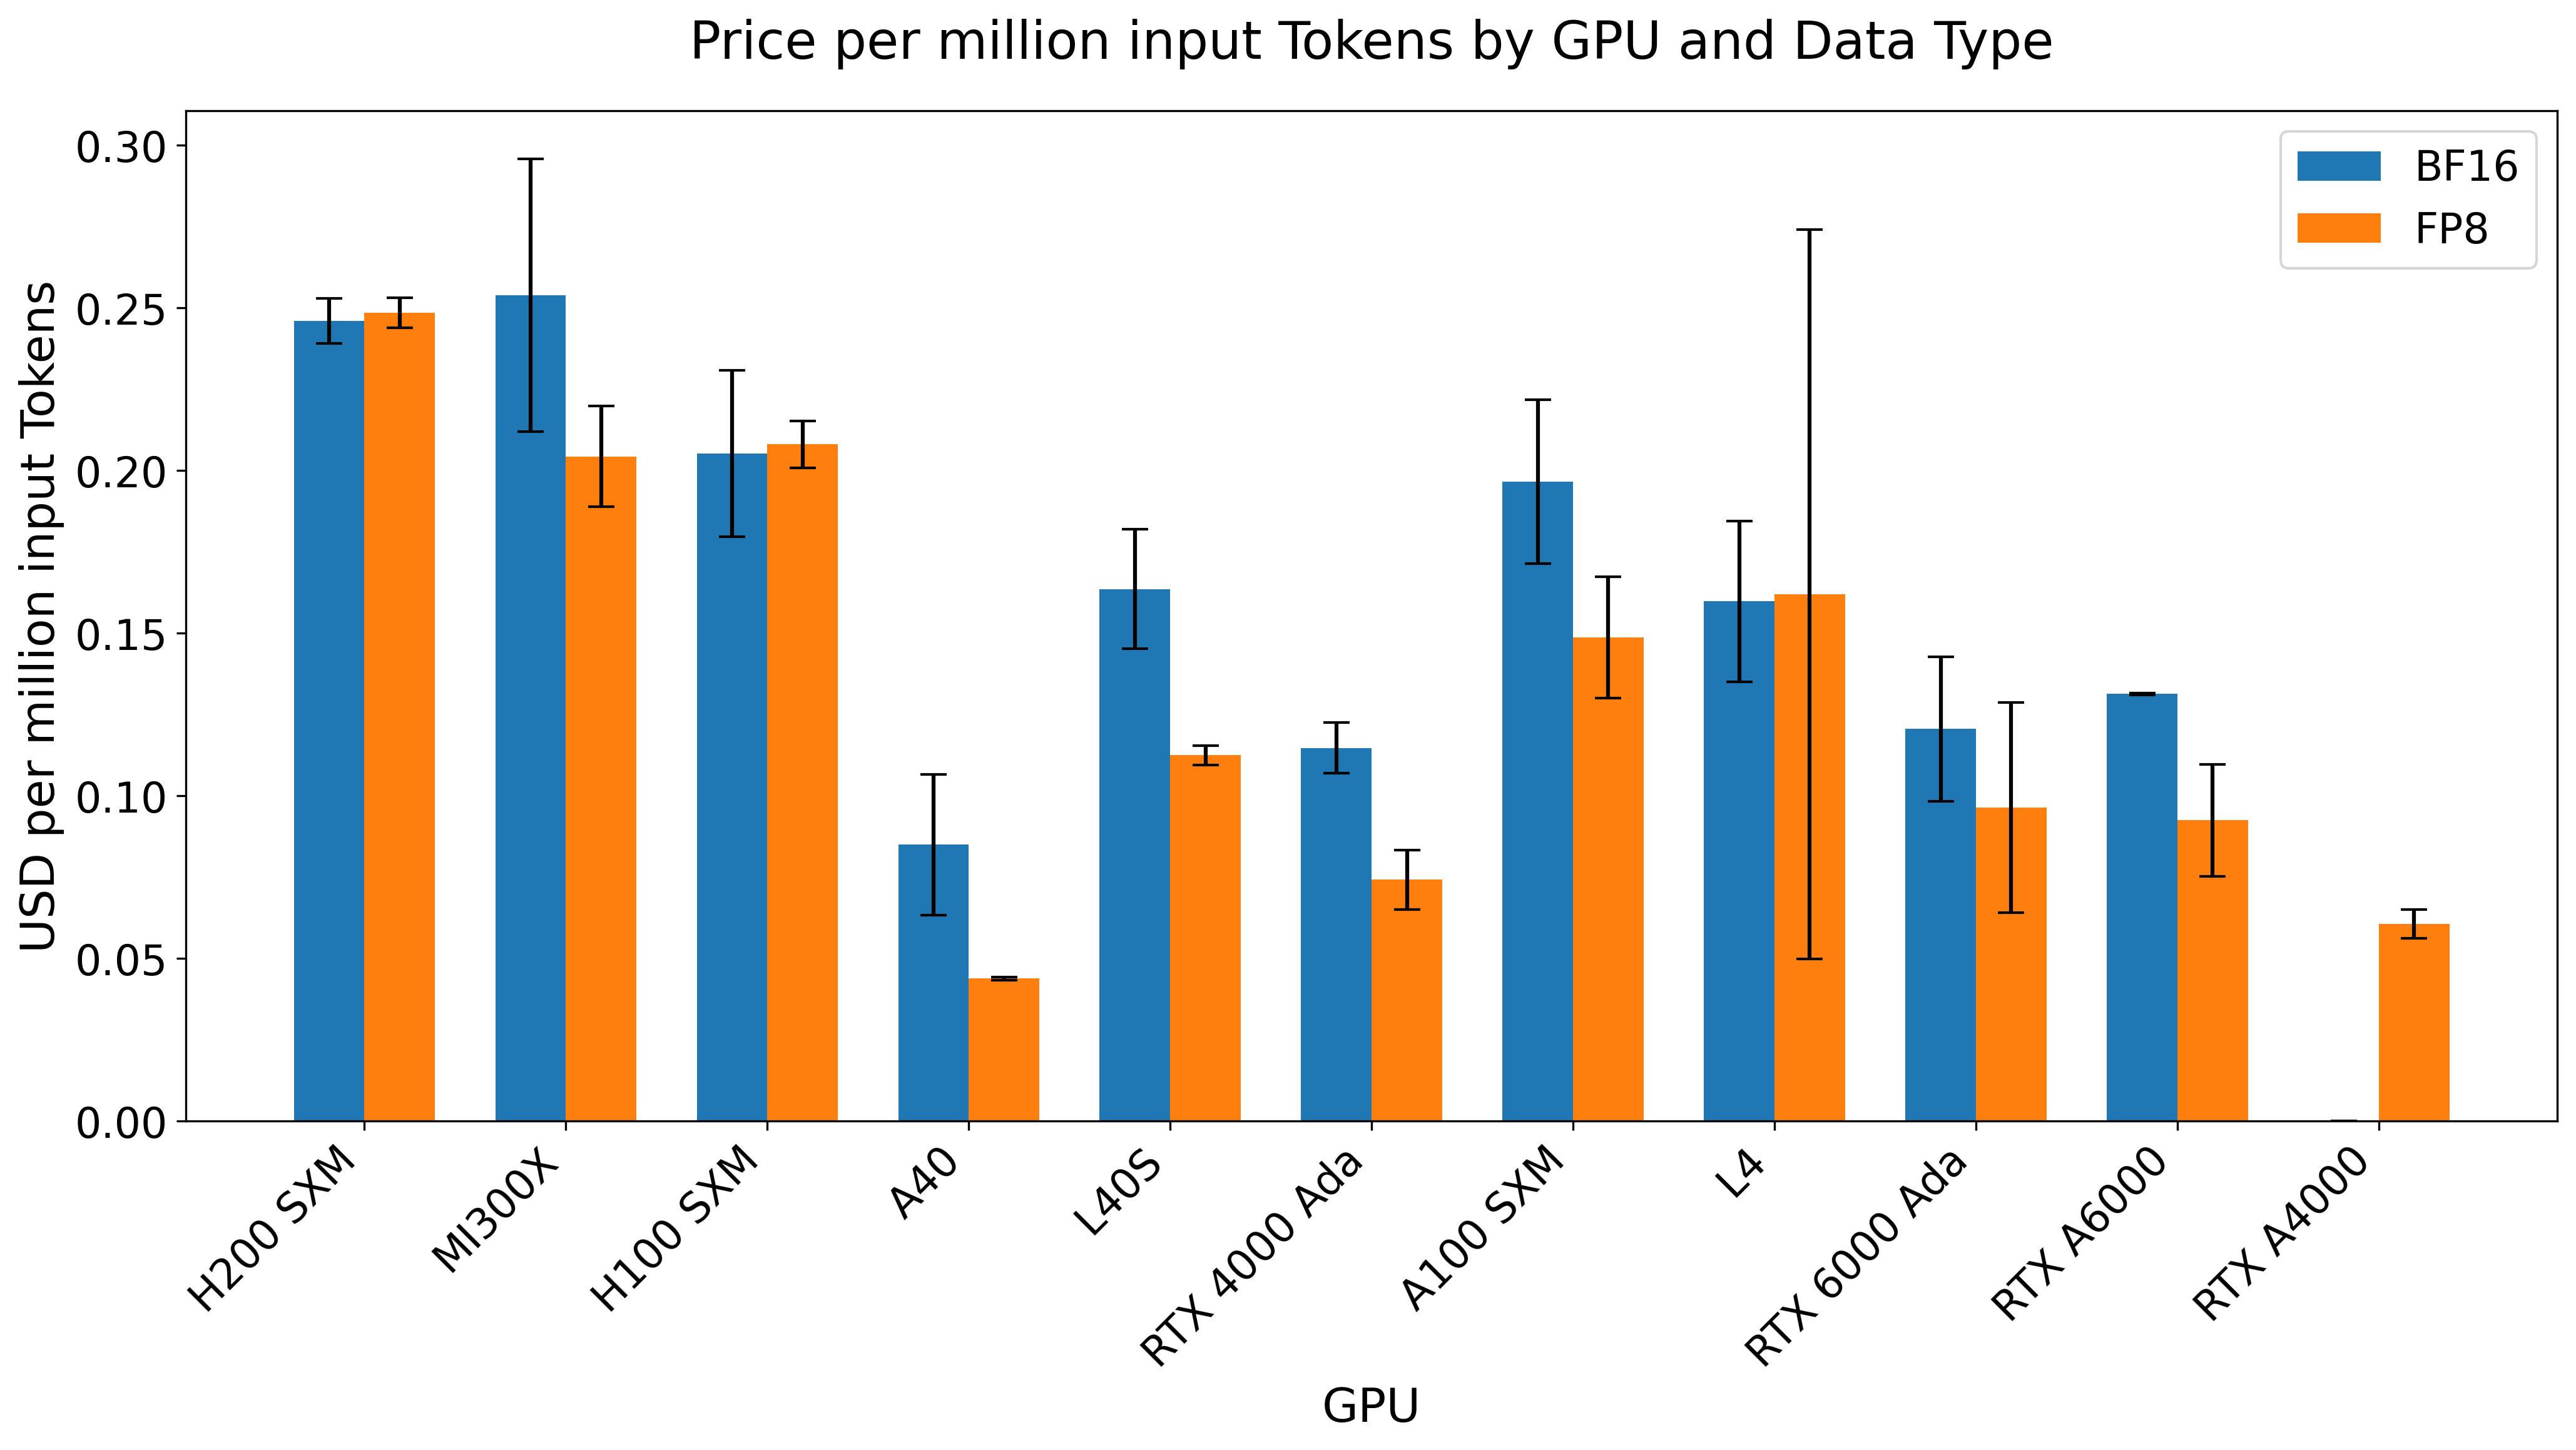 Price per million input Tokens by GPU and Data Type
USD per million input Tokens
0.30
0.25
0.20
0.15
0.10
0.05
0.00
BF16
FP8
H200 SXM
MI300X
H100 SXM
A40
L40S
RTX 4000 Ada
A100 SXM
L4
RTX 6000 Ada
RTX A6000
RTX A4000
GPU